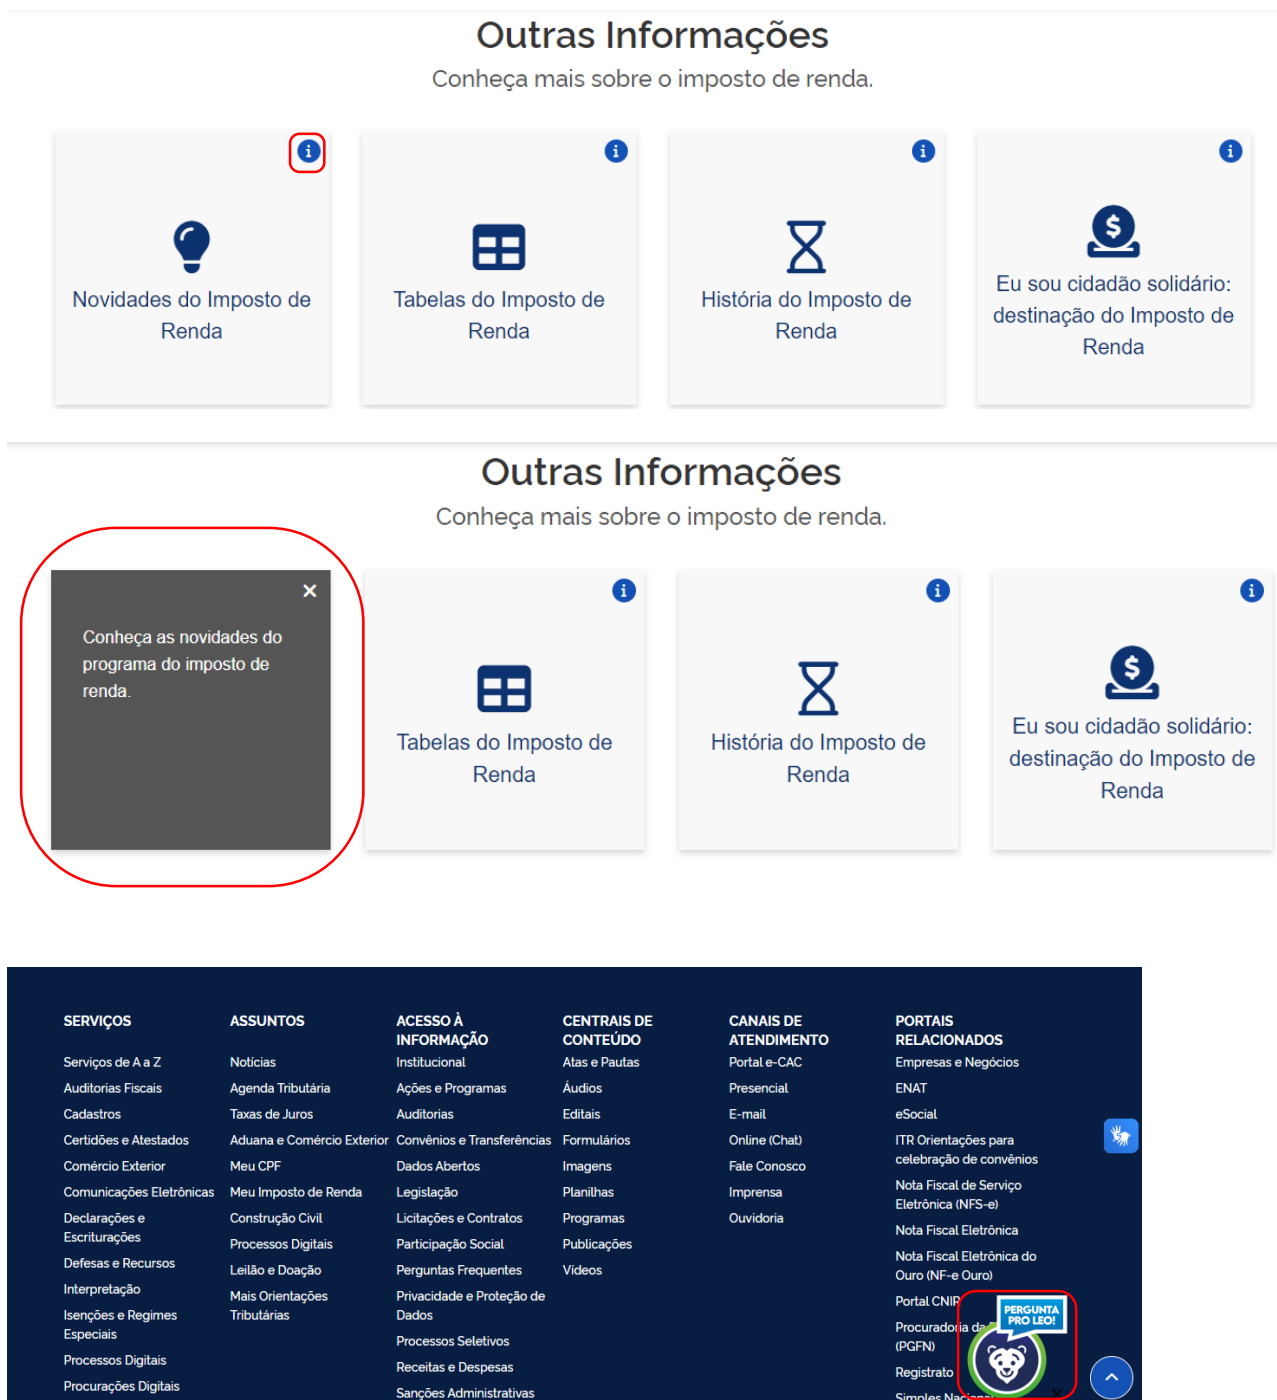 Outras Informações
Conheça mais sobre o imposto de renda.
Novidades do Imposto de
Renda
Tabelas do Imposto de
Renda
História do Imposto de
Renda
Eu sou cidadão solidário:
destinação do Imposto de
Renda
Outras Informações
Conheça mais sobre o imposto de renda.
Conheça as novidades do
programa do imposto de
renda.
Tabelas do Imposto de
Renda
História do Imposto de
Renda
Eu sou cidadão solidário:
destinação do Imposto de
Renda
SERVIÇOS
Serviços de A a Z
Auditorias Fiscais
Cadastros
Certidões e Atestados
Comércio Exterior
Comunicações Eletrônicas
Declarações e
Escriturações
Defesas e Recursos
Interpretação
Isenções e Regimes
Especiais
Processos Digitais
Procurações Digitais
ASSUNTOS
Notícias
Agenda Tributária
Taxas de Juros
Aduana e Comércio Exterior
Meu CPF
Meu Imposto de Renda
Construção Civil
Processos Digitais
Leilão e Doação
Mais Orientações
Tributárias
ACESSO À
INFORMAÇÃO
Institucional
Ações e Programas
Auditorias
Convênios e Transferências
Dados Abertos
Legislação
Licitações e Contratos
Participação Social
Perguntas Frequentes
Privacidade e Proteção de
Dados
Processos Seletivos
Receitas e Despesas
Sanções Administrativas
CENTRAIS DE
CONTEÚDO
Atas e Pautas
Áudios
Editais
Formulários
Imagens
Planilhas
Programas
Publicações
Vídeos
CANAIS DE
ATENDIMENTO
Portal e-CAC
Presencial
E-mail
Online (Chat)
Fale Conosco
Imprensa
Ouvidoria
PORTAIS
RELACIONADOS
Empresas e Negócios
ENAT
eSocial
ITR Orientações para
celebração de convênios
Nota Fiscal de Serviço
Eletrônica (NFS-e)
Nota Fiscal Eletrônica
Nota Fiscal Eletrônica do
Ouro (NF-e Ouro)
Portal CNIR
Procuradoria da
(PGFN)
Registrato
Simples Nacional
PERGUNTA
PRO LEO!